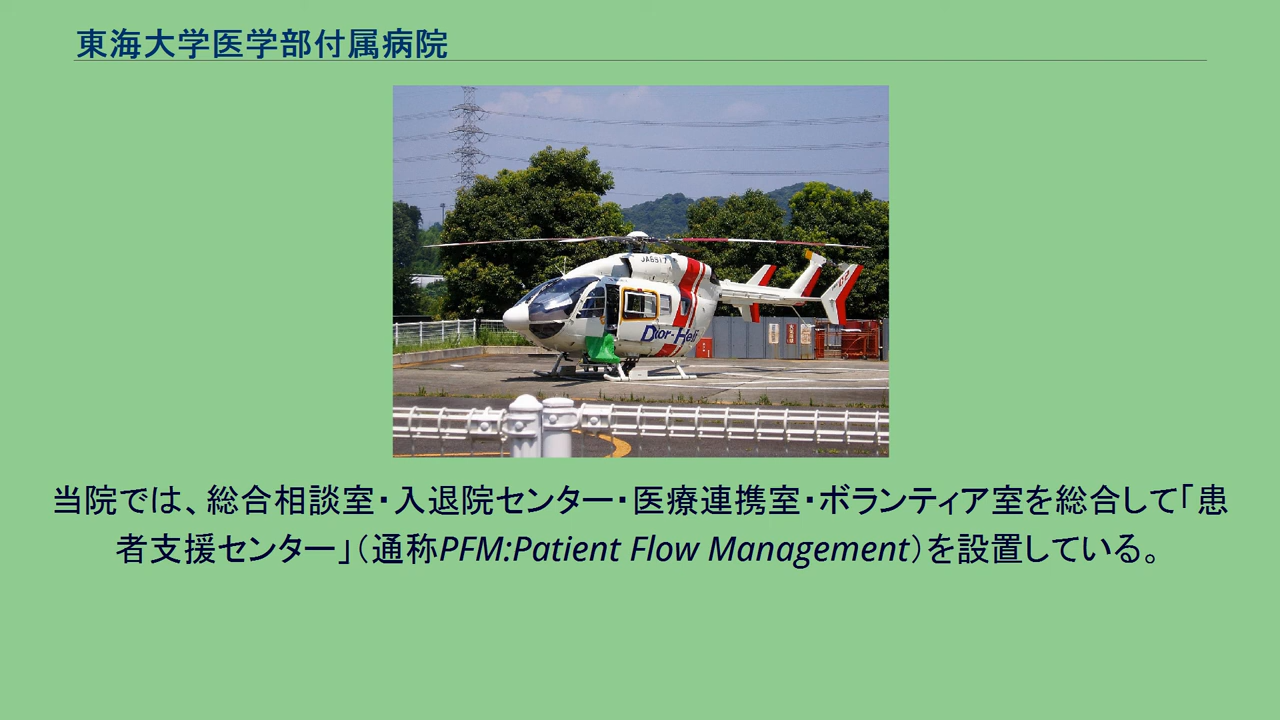 東海大学医学部付属病院
JA6917
Dctor-Heli
当院では、総合相談室・入退院センター・医療連携室・ボランティア室を総合して「患
者支援センター」（通称PFM:Patient Flow Management）を設置している。